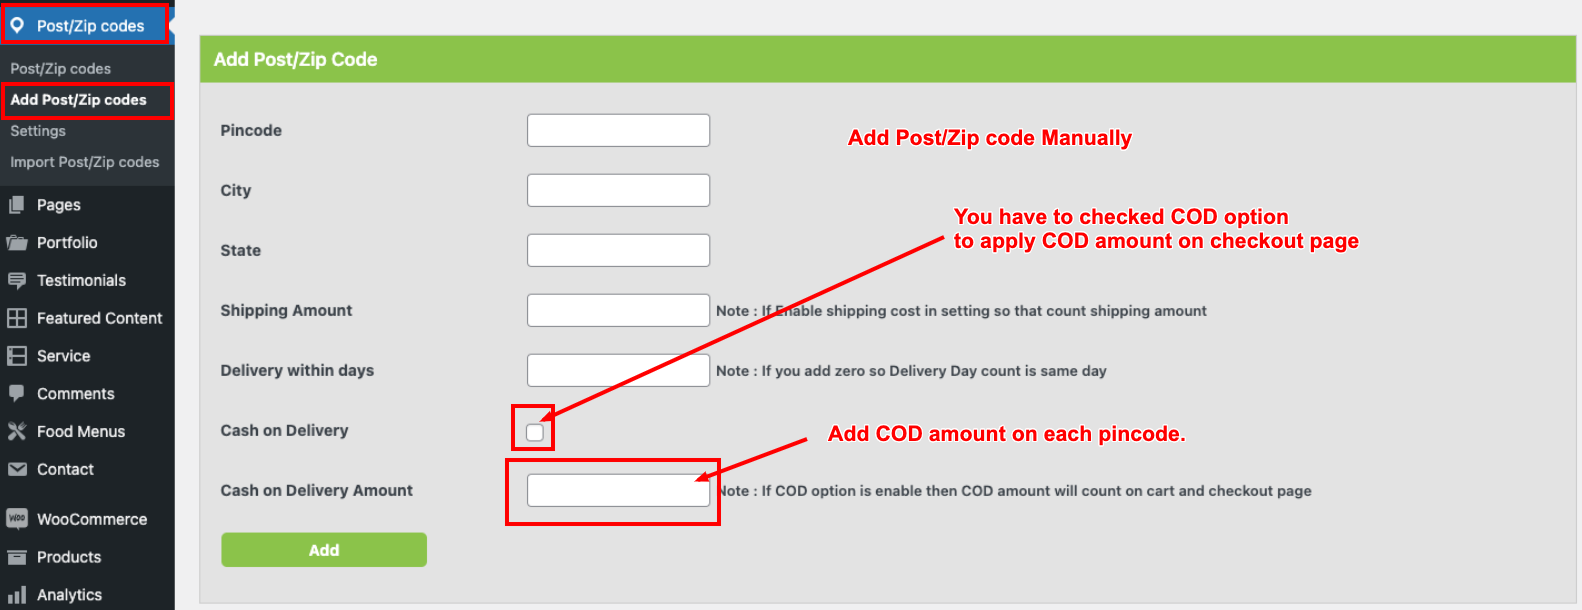 Post/Zip codes
Post/Zip codes
Add Post/Zip codes
Settings
Import Post/Zip codes
Pages
Portfolio
Testimonials
Featured Content
Service
Comments
Food Menus
Contact
Woo WooCommerce
Products
Analytics
Add Post/Zip Code
Pincode
Add Post/Zip code Manually
City
You have to checked COD option
to apply COD amount on checkout page
State
Shipping Amount
Note : If Enable shipping cost in setting so that count shipping amount
Delivery within days
Note : If you add zero so Delivery Day count is same day
Cash on Delivery
Add COD amount on each pincode.
Cash on Delivery Amount
Note : If COD option is enable then COD amount will count on cart and checkout page
Add